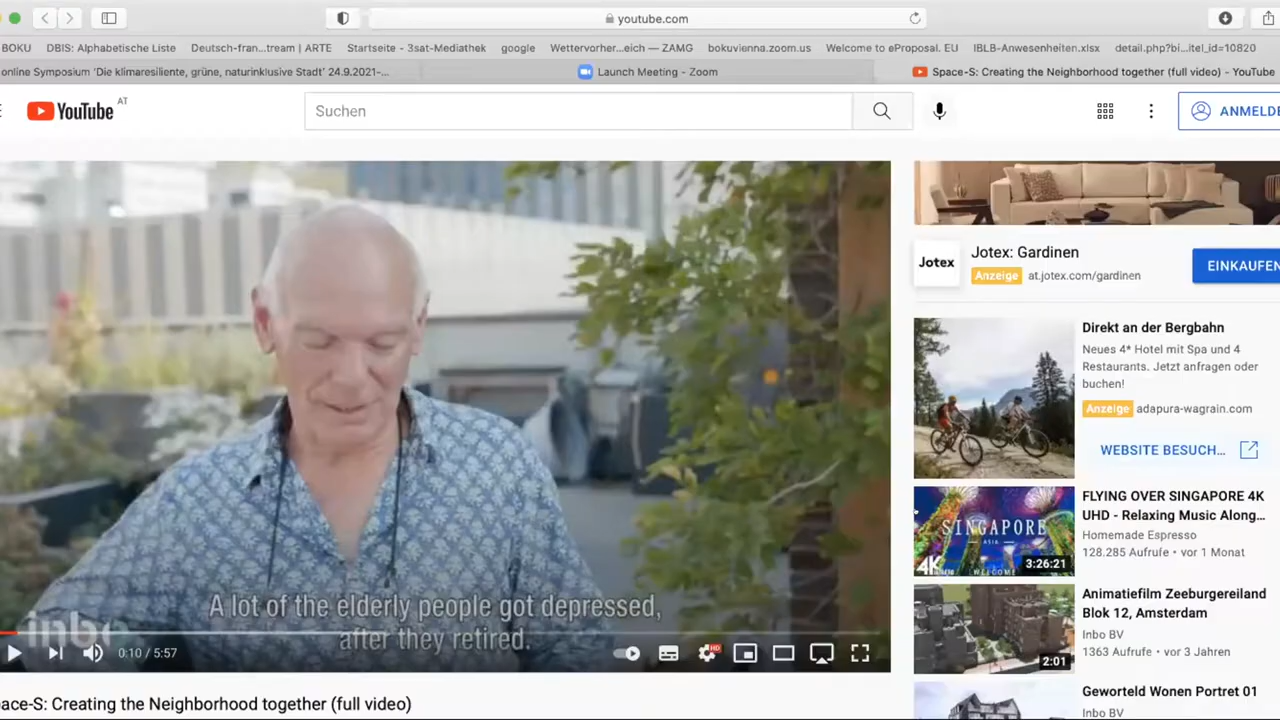 youtube.com
BOKU
DBIS: Alphabetische Liste
Deutsch-fran...tream | ARTE
Startseite - 3sat-Mediathek
google
Wettervorher...eich — ZAMG
bokuvienna.zoom.us
Welcome to eProposal. EU
IBLB-Anwesenheiten.xlsx
detail.php?bi...itel_id=10820
online Symposium 'Die klimaresiliente, grüne, naturinklusive Stadt' 24.9.2021-...
Launch Meeting - Zoom
Space-S: Creating the Neighborhood together (full video) - YouTube
YouTube AT
Suchen
ANMELDE
Jotex
Jotex: Gardinen
Anzeige at.jotex.com/gardinen
EINKAUFEN
Direkt an der Bergbahn
Neues 4* Hotel mit Spa und 4
Restaurants. Jetzt anfragen oder
buchen!
Anzeige adapura-wagrain.com
WEBSITE BESUCH...
SINGAPORE
ASIA
WELCOME
4K
3:26:21
FLYING OVER SINGAPORE 4K
UHD - Relaxing Music Along...
Homemade Espresso
128.285 Aufrufe • vor 1 Monat
2:01
Animatiefilm Zeeburgereiland
Blok 12, Amsterdam
Inbo BV
1363 Aufrufe • vor 3 Jahren
Geworteld Wonen Portret 01
Inbo BV
A lot of the elderly people got depressed,
after they retired.
inbo
0:10 / 5:57
HD
ace-S: Creating the Neighborhood together (full video)